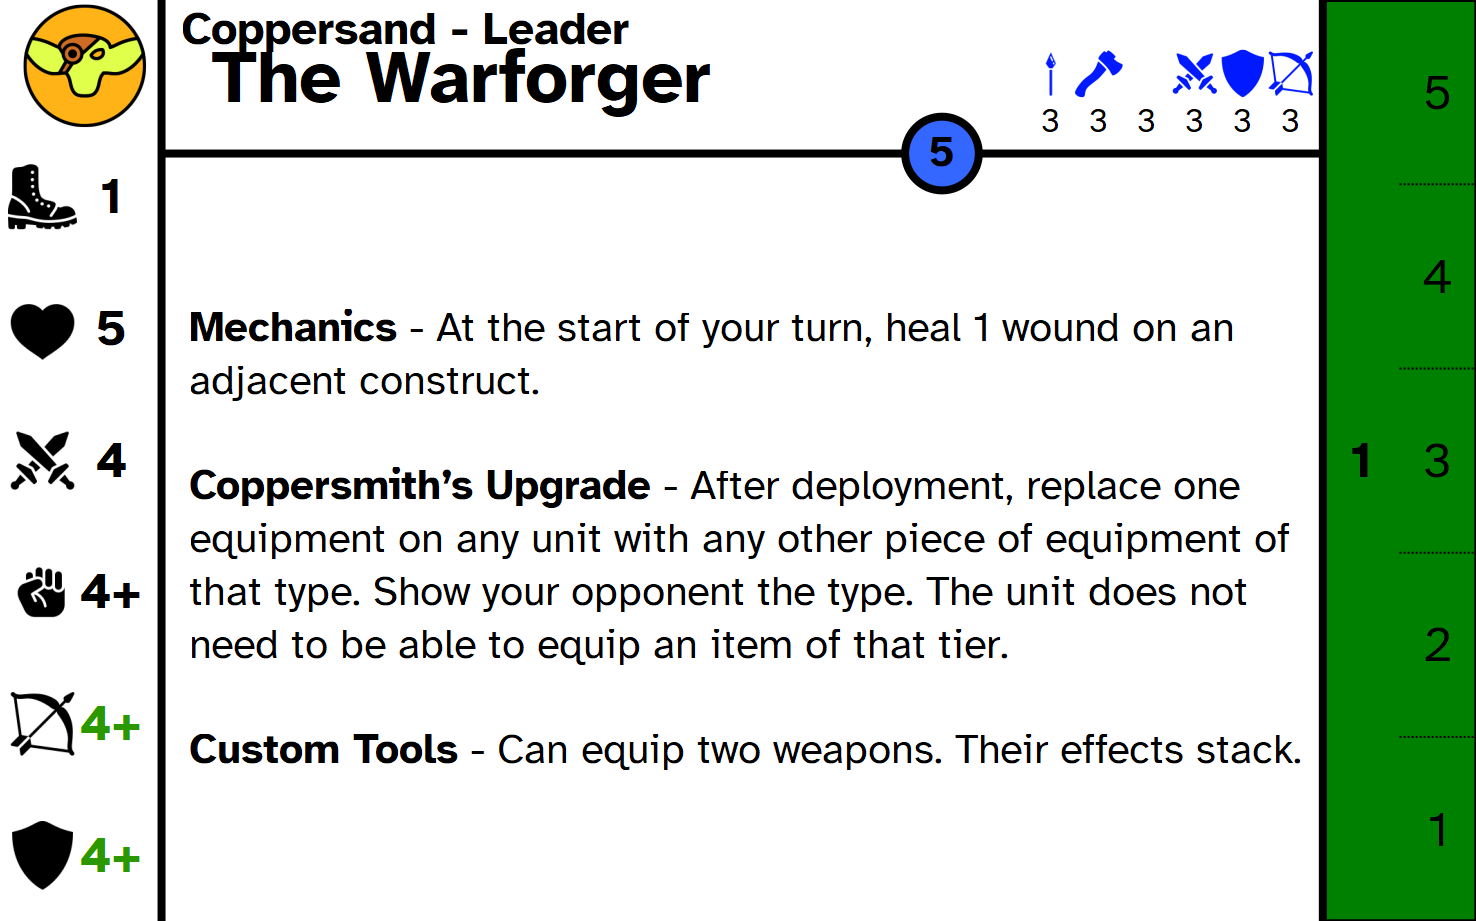 Coppersand - Leader
The Warforger
3 3 3 3 3 3
5
1
5
4
4+
4+
4+
Mechanics - At the start of your turn, heal 1 wound on an
adjacent construct.
Coppersmith’s Upgrade - After deployment, replace one
equipment on any unit with any other piece of equipment of
that type. Show your opponent the type. The unit does not
need to be able to equip an item of that tier.
Custom Tools - Can equip two weapons. Their effects stack.
5
4
1 3
2
1